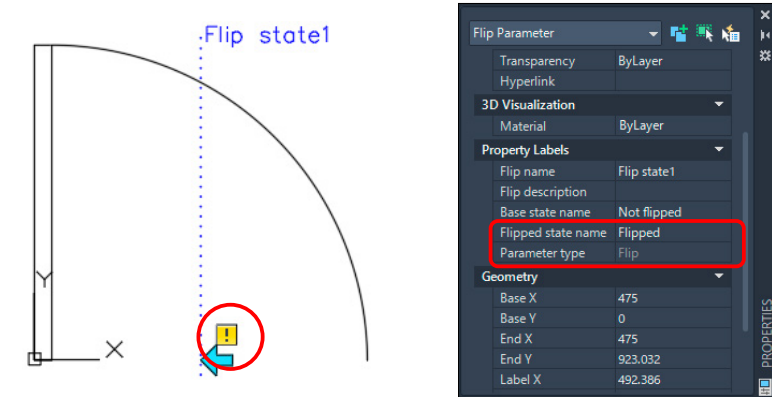 Flip state1
Y
X
!
Flip Parameter
Transparency ByLayer
Hyperlink
3D Visualization
Material ByLayer
Property Labels
Flip name Flip state1
Flip description
Base state name Not flipped
Flipped state name Flipped
Parameter type Flip
Geometry
Base X 475
Base Y 0
End X 475
End Y 923.032
Label X 492.386
PROPERTIES